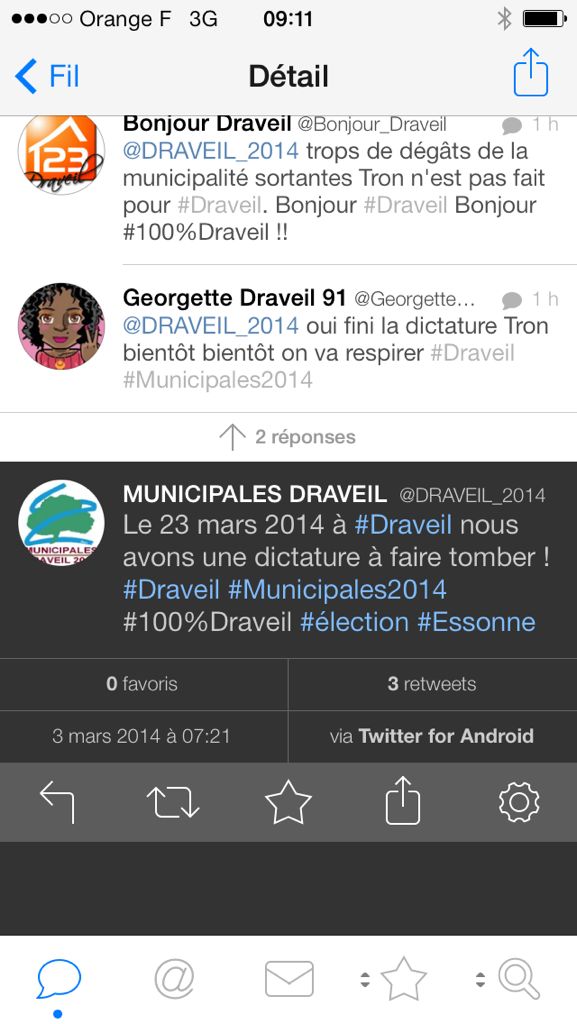 Orange F 3G 09:11
Fil Détail
Bonjour Draveil @Bonjour_Draveil 1 h
123
Draveil
@DRAVEIL_2014 trops de dégâts de la
municipalité sortantes Tron n'est pas fait
pour #Draveil. Bonjour #Draveil Bonjour
#100%Draveil !!
Georgette Draveil 91 @Georgette... 1 h
@DRAVEIL_2014 oui fini la dictature Tron
bientôt bientôt on va respirer #Draveil
#Municipales2014
2 réponses
MUNICIPALES DRAVEIL @DRAVEIL_2014
MUNICIPALES
Le 23 mars 2014 à #Draveil nous
avons une dictature à faire tomber !
#Draveil #Municipales2014
#100%Draveil #élection #Essonne
0 favoris 3 retweets
3 mars 2014 à 07:21 via Twitter for Android